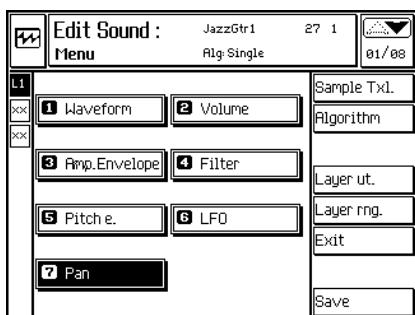 Edit Sound : JazzGtr1 27 1
Menu Alg: Single 01/08
L1
xx
xx
1 Waveform 2 Volume
3 Amp.Envelope 4 Filter
5 Pitch e. 6 LFO
7 Pan
Sample Txl.
Algorithm
Layer ut.
Layer rng.
Exit
Save